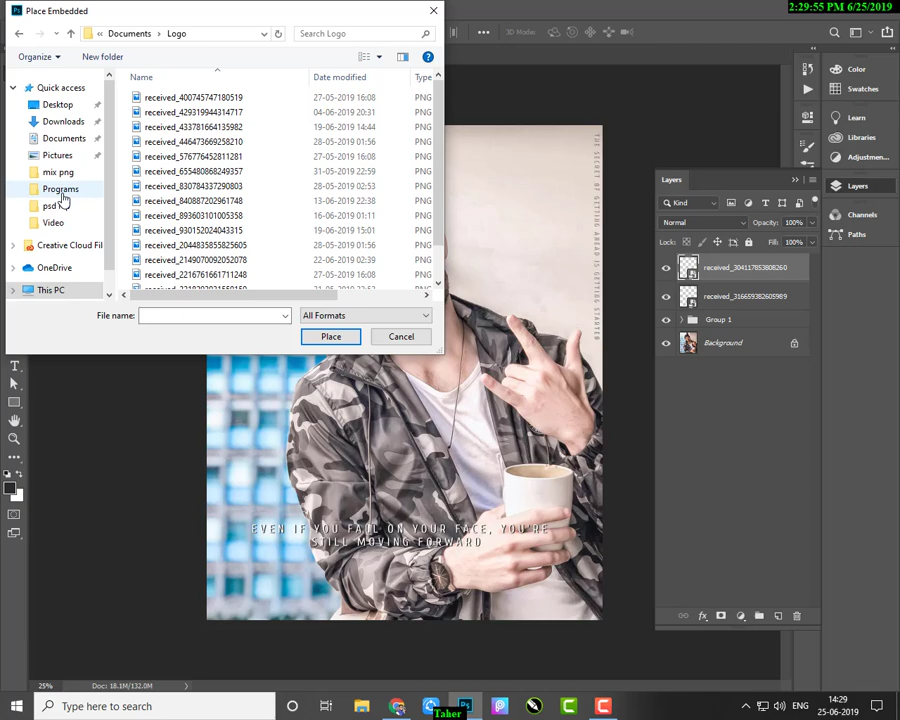 Place Embedded
2:29:55 PM 6/25/2019
Documents
Logo
Search Logo
3D Mode:
Organize
New folder
Name
Date modified
Type
Quick access
Desktop
Downloads
Documents
Pictures
mix png
Programs
psd
Video
Creative Cloud Fil
OneDrive
This PC
received_400745747180519 27-05-2019 16:08 PNG
received_429319944314717 04-06-2019 20:31 PNG
received_433781664135982 19-06-2019 14:44 PNG
received_446473669258210 28-05-2019 01:56 PNG
received_576776452811281 27-05-2019 16:08 PNG
received_655480868249357 31-05-2019 22:59 PNG
received_830784337290803 28-05-2019 02:53 PNG
received_840887202961748 13-06-2019 22:38 PNG
received_893603101005358 16-06-2019 01:11 PNG
received_930152024043315 19-06-2019 15:01 PNG
received_2044835855825605 28-05-2019 01:56 PNG
received_2149070092052078 22-06-2019 02:39 PNG
received_2216761661711248 27-05-2019 16:08 PNG
File name:
All Formats
Place
Cancel
THE SECRET OF GETTING AHEAD IS GETTING STARTED
EVEN IF YOU FALL ON YOUR FACE, YOU'RE
STILL MOVING FORWARD
Color
Swatches
Learn
Libraries
Adjustmen...
Layers
Channels
Paths
Layers
Kind
Normal
Opacity: 100%
Lock:
Fill: 100%
received_304117853808260
received_316659382605989
Group 1
Background
25%
Doc: 18.1M/132.0M
Type here to search
Taher
ENG
14:29
25-06-2019